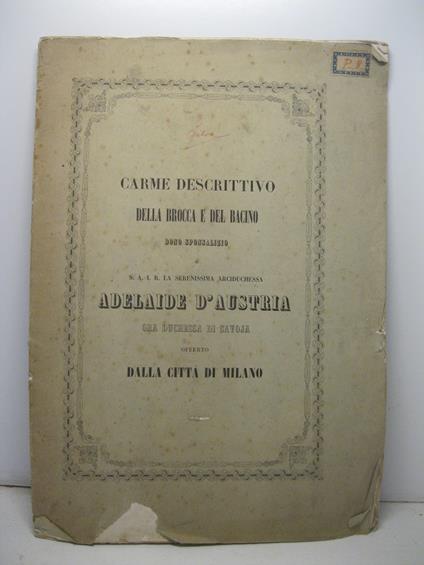 P. 8.
CARME DESCRITTIVO
DELLA BROCCA E DEL BACINO
DONO SPONSALIZIO
A
S. A. I. R. LA SERENISSIMA ARCIDUCHESSA
ADELAIDE D'AUSTRIA
ORA DUCHESSA DI SAVOJA
OFFERTO
DALLA CITTÀ DI MILANO